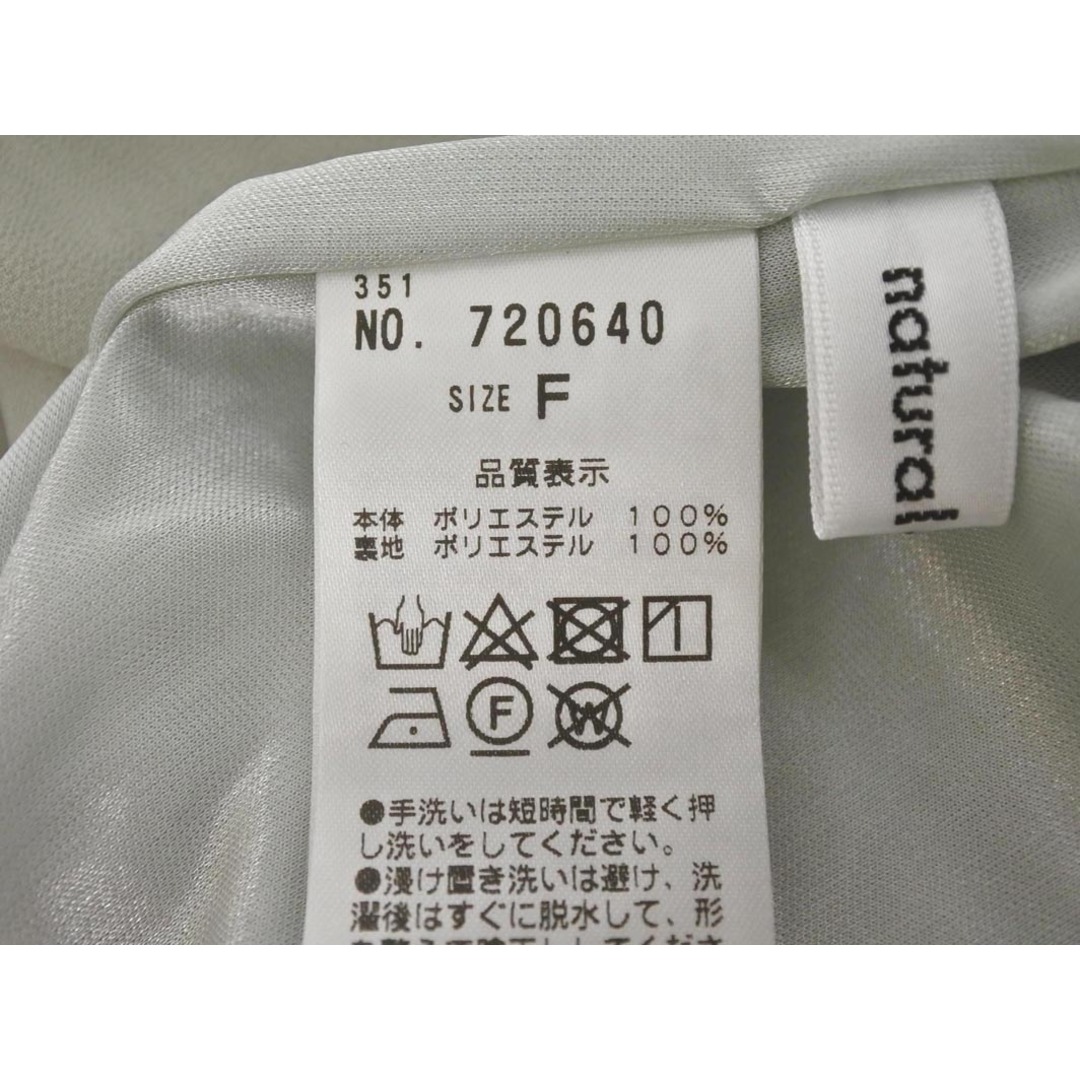 351
NO. 720640
SIZE F
品質表示
本体 ポリエステル 100%
裏地 ポリエステル 100%
F
W
●手洗いは短時間で軽く押
し洗いをしてください。
●浸け置き洗いは避け、洗
濯後はすぐに脱水して、形
natural